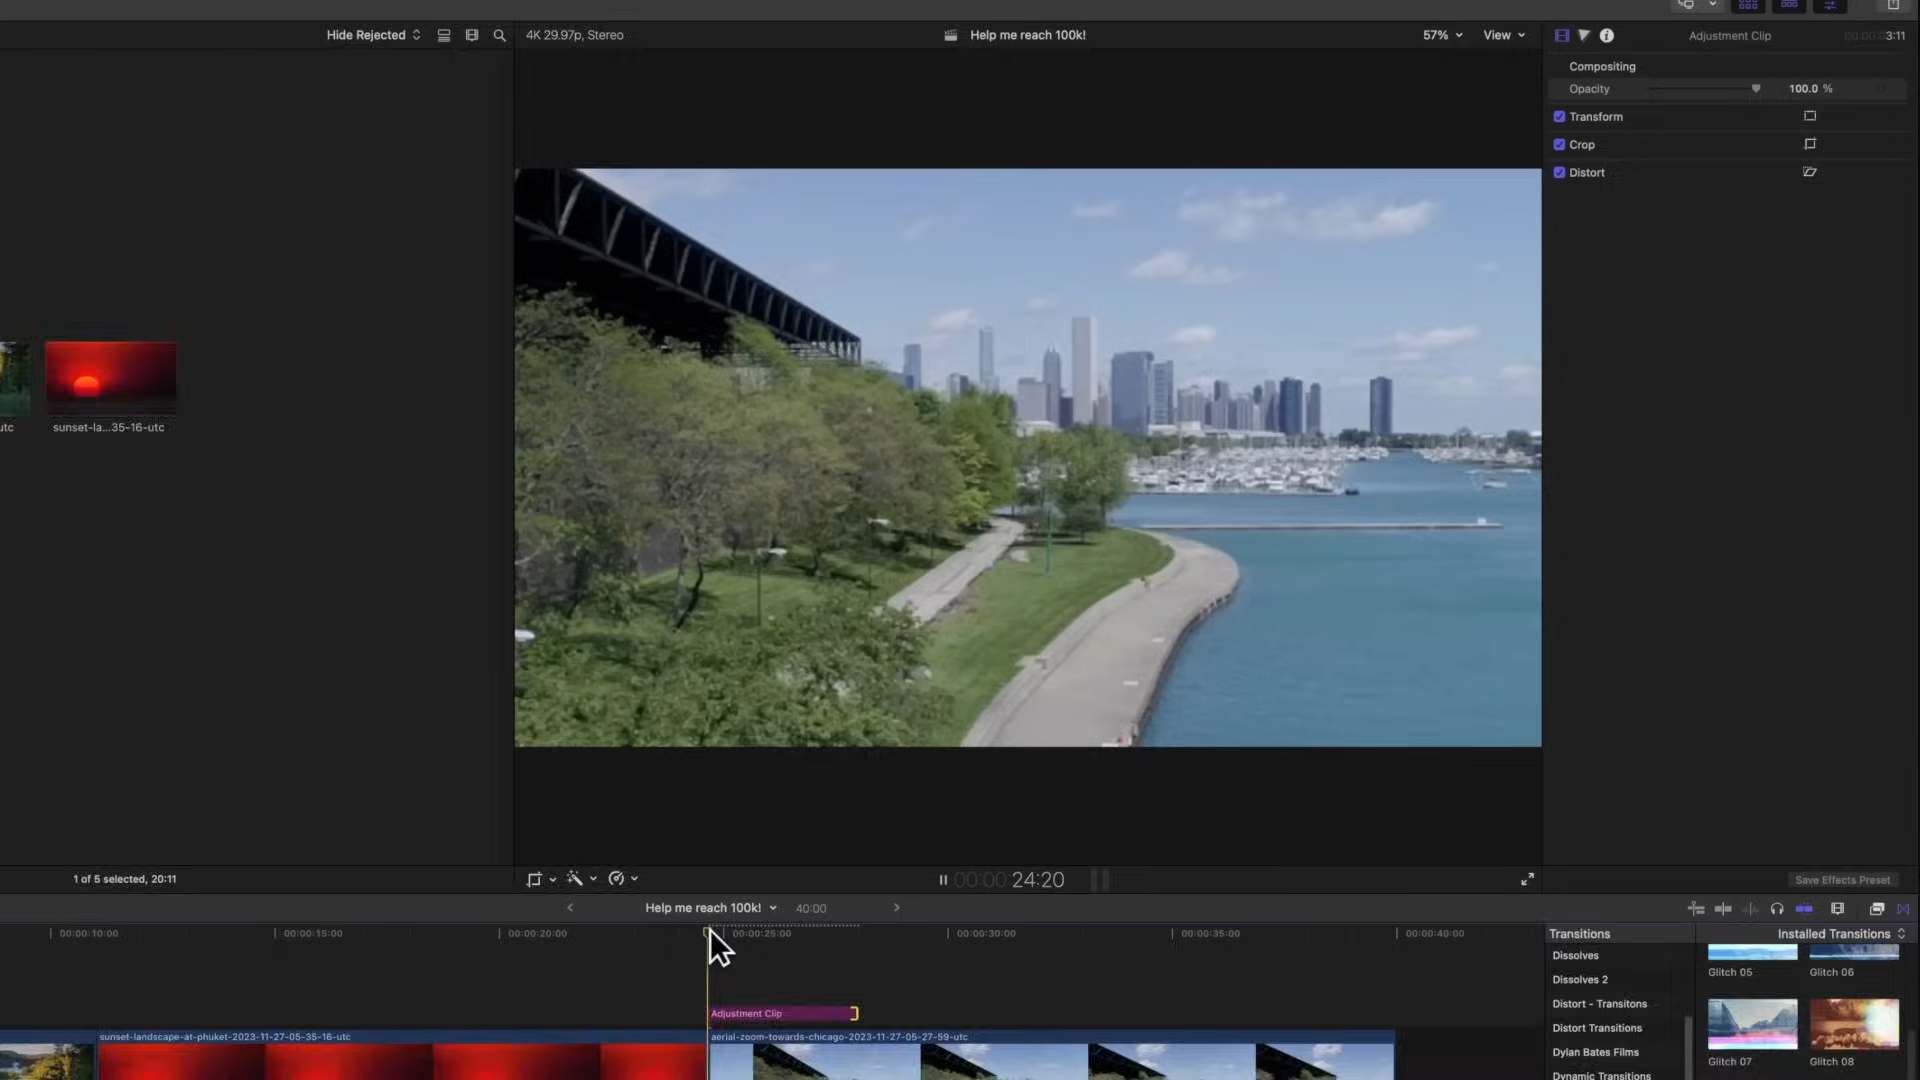 Hide Rejected
4K 29.97p, Stereo
Help me reach 100k!
57%
View
Adjustment Clip
00:00:03:11
Compositing
Opacity
100.0 %
Transform
Crop
Distort
utc
sunset-la...35-16-utc
1 of 5 selected, 20:11
00:00:24:20
Save Effects Preset
Help me reach 100k!
40:00
00:00:10:00
00:00:15:00
00:00:20:00
00:00:25:00
00:00:30:00
00:00:35:00
00:00:40:00
Transitions
Installed Transitions
Dissolves
Dissolves 2
Distort - Transitons
Distort Transitions
Dylan Bates Films
Dynamic Transitions
Glitch 05
Glitch 06
Glitch 07
Glitch 08
Adjustment Clip
sunset-landscape-at-phuket-2023-11-27-05-35-16-utc
aerial-zoom-towards-chicago-2023-11-27-05-27-59-utc